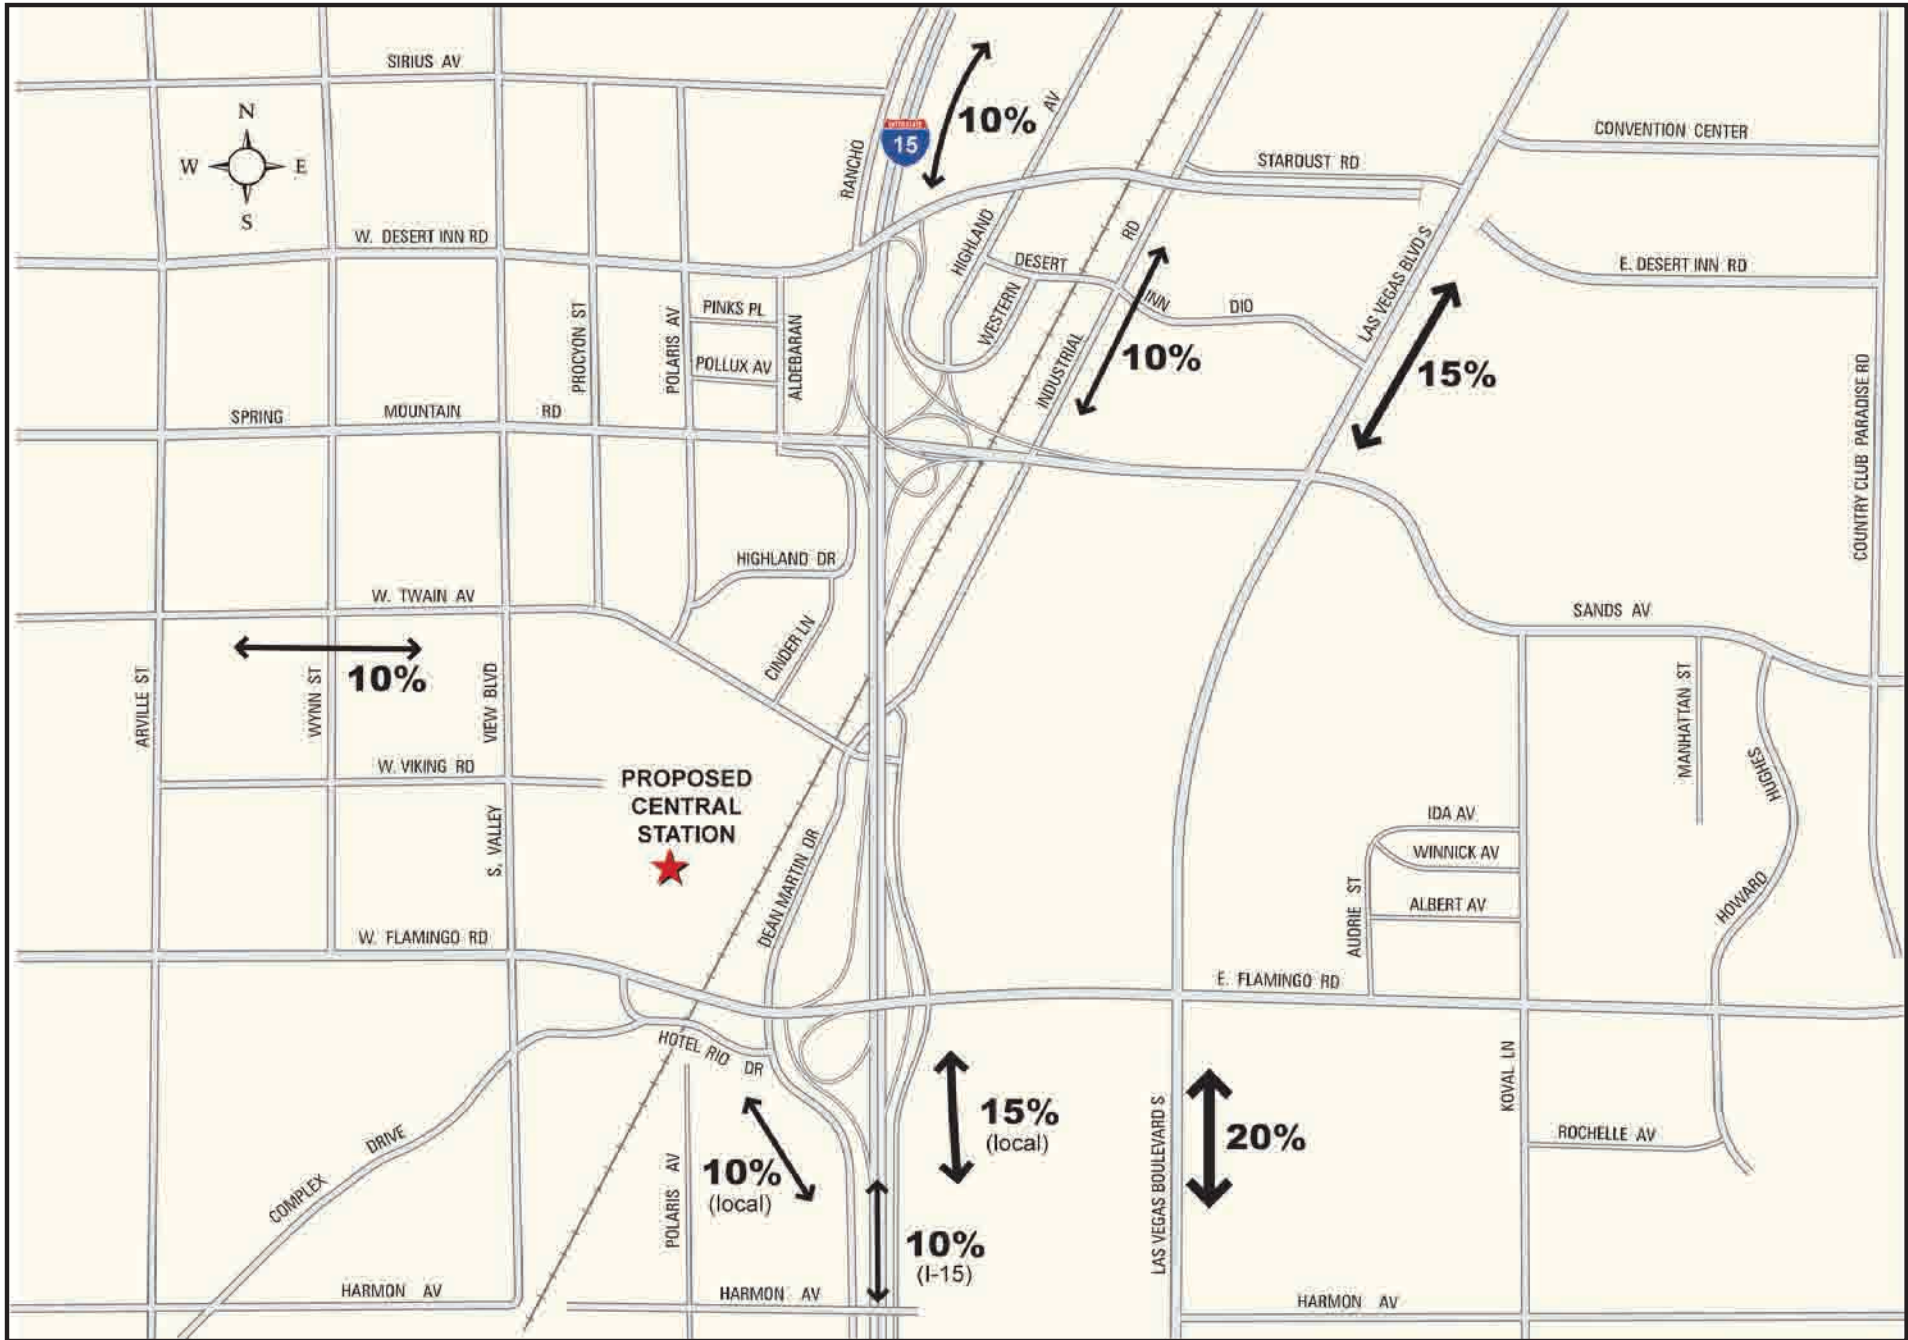 SIRIUS AV
N
W E
S
INTERSTATE
15
10%
AV
RANCHO
STARDUST RD
CONVENTION CENTER
W. DESERT INN RD
HIGHLAND
DESERT
INN
DIO
RD
WESTERN
INDUSTRIAL
10%
LAS VEGAS BLVD S
15%
E. DESERT INN RD
COUNTRY CLUB PARADISE RD
PROCYON ST
POLARIS AV
PINKS PL
POLLUX AV
ALDEBARAN
SPRING MOUNTAIN RD
HIGHLAND DR
CINDER LN
W. TWAIN AV
10%
ARVILLE ST
WYNN ST
VIEW BLVD
S. VALLEY
W. VIKING RD
PROPOSED
CENTRAL
STATION
DEAN MARTIN DR
SANDS AV
MANHATTAN ST
HUGHES
HOWARD
IDA AV
WINNICK AV
ALBERT AV
AUDRIE ST
W. FLAMINGO RD
E. FLAMINGO RD
HOTEL RIO DR
COMPLEX DRIVE
POLARIS AV
10%
(local)
15%
(local)
10%
(I-15)
LAS VEGAS BOULEVARD S
20%
KOVAL LN
ROCHELLE AV
HARMON AV
HARMON AV
HARMON AV